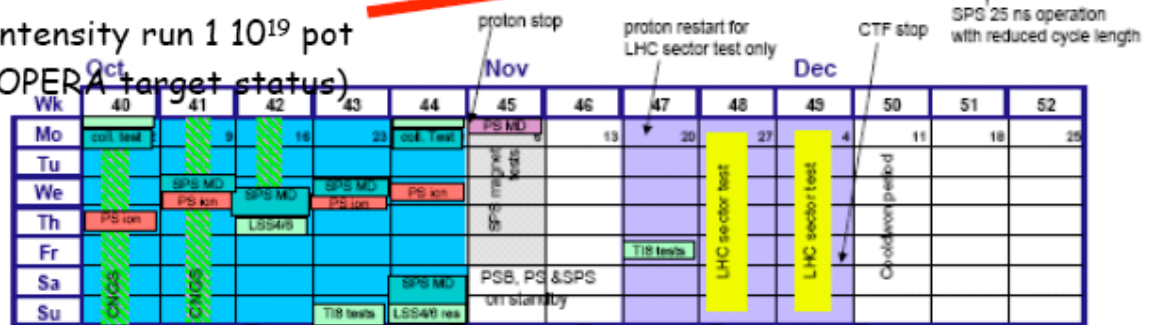 ntensity run 1 10¹⁹ pot
OPERA target status)
proton stop
proton restart for
LHC sector test only
CTF stop
SPS 25 ns operation
with reduced cycle length
Oct Nov Dec
Wk 40 41 42 43 44 45 46 47 48 49 50 51 52
Mo coll. test 2 9 16 23 coll. Test PS MD 6 13 20 27 4 11 18 25
Tu
We SPS MD PS ion SPS MD SPS MD PS ion PS ion
Th PS ion LSS4/6
Fr TI8 tests
Sa SPS MD PSB, PS &SPS
on standby
Su TI8 tests LSS4/6 res
CNGS
CNGS
SPS magnet
tests
LHC sector test
LHC sector test
Cooldown period